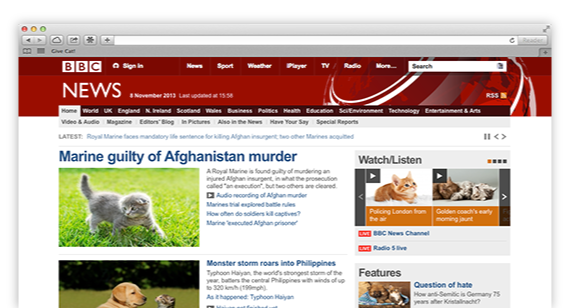 Give Cat!
Reader
BBC Sign in News Sport Weather iPlayer TV Radio More... Search
NEWS
8 November 2013 Last updated at 15:58
RSS
Home World UK England N. Ireland Scotland Wales Business Politics Health Education Sci/Environment Technology Entertainment & Arts
Video & Audio Magazine Editors' Blog In Pictures Also in the News Have Your Say Special Reports
LATEST: Royal Marine faces mandatory life sentence for killing Afghan insurgent; two other Marines acquitted
Marine guilty of Afghanistan murder
A Royal Marine is found guilty of murdering an
injured Afghan insurgent, in what the prosecution
called "an execution", but two others are cleared.
Audio recording of Afghan murder
Marines trial explored battle rules
How often do soldiers kill captives?
Marine 'executed Afghan prisoner'
Monster storm roars into Philippines
Typhoon Haiyan, the world's strongest storm of the
year, batters the central Philippines with winds of up
to 320 km/h (199mph).
As it happened: Typhoon Haiyan
Watch/Listen
Policing London from
the air
Golden coach's early
morning jaunt
LIVE BBC News Channel
LIVE Radio 5 live
Features
Question of hate
How anti-Semitic is Germany 75
years after Kristallnacht?